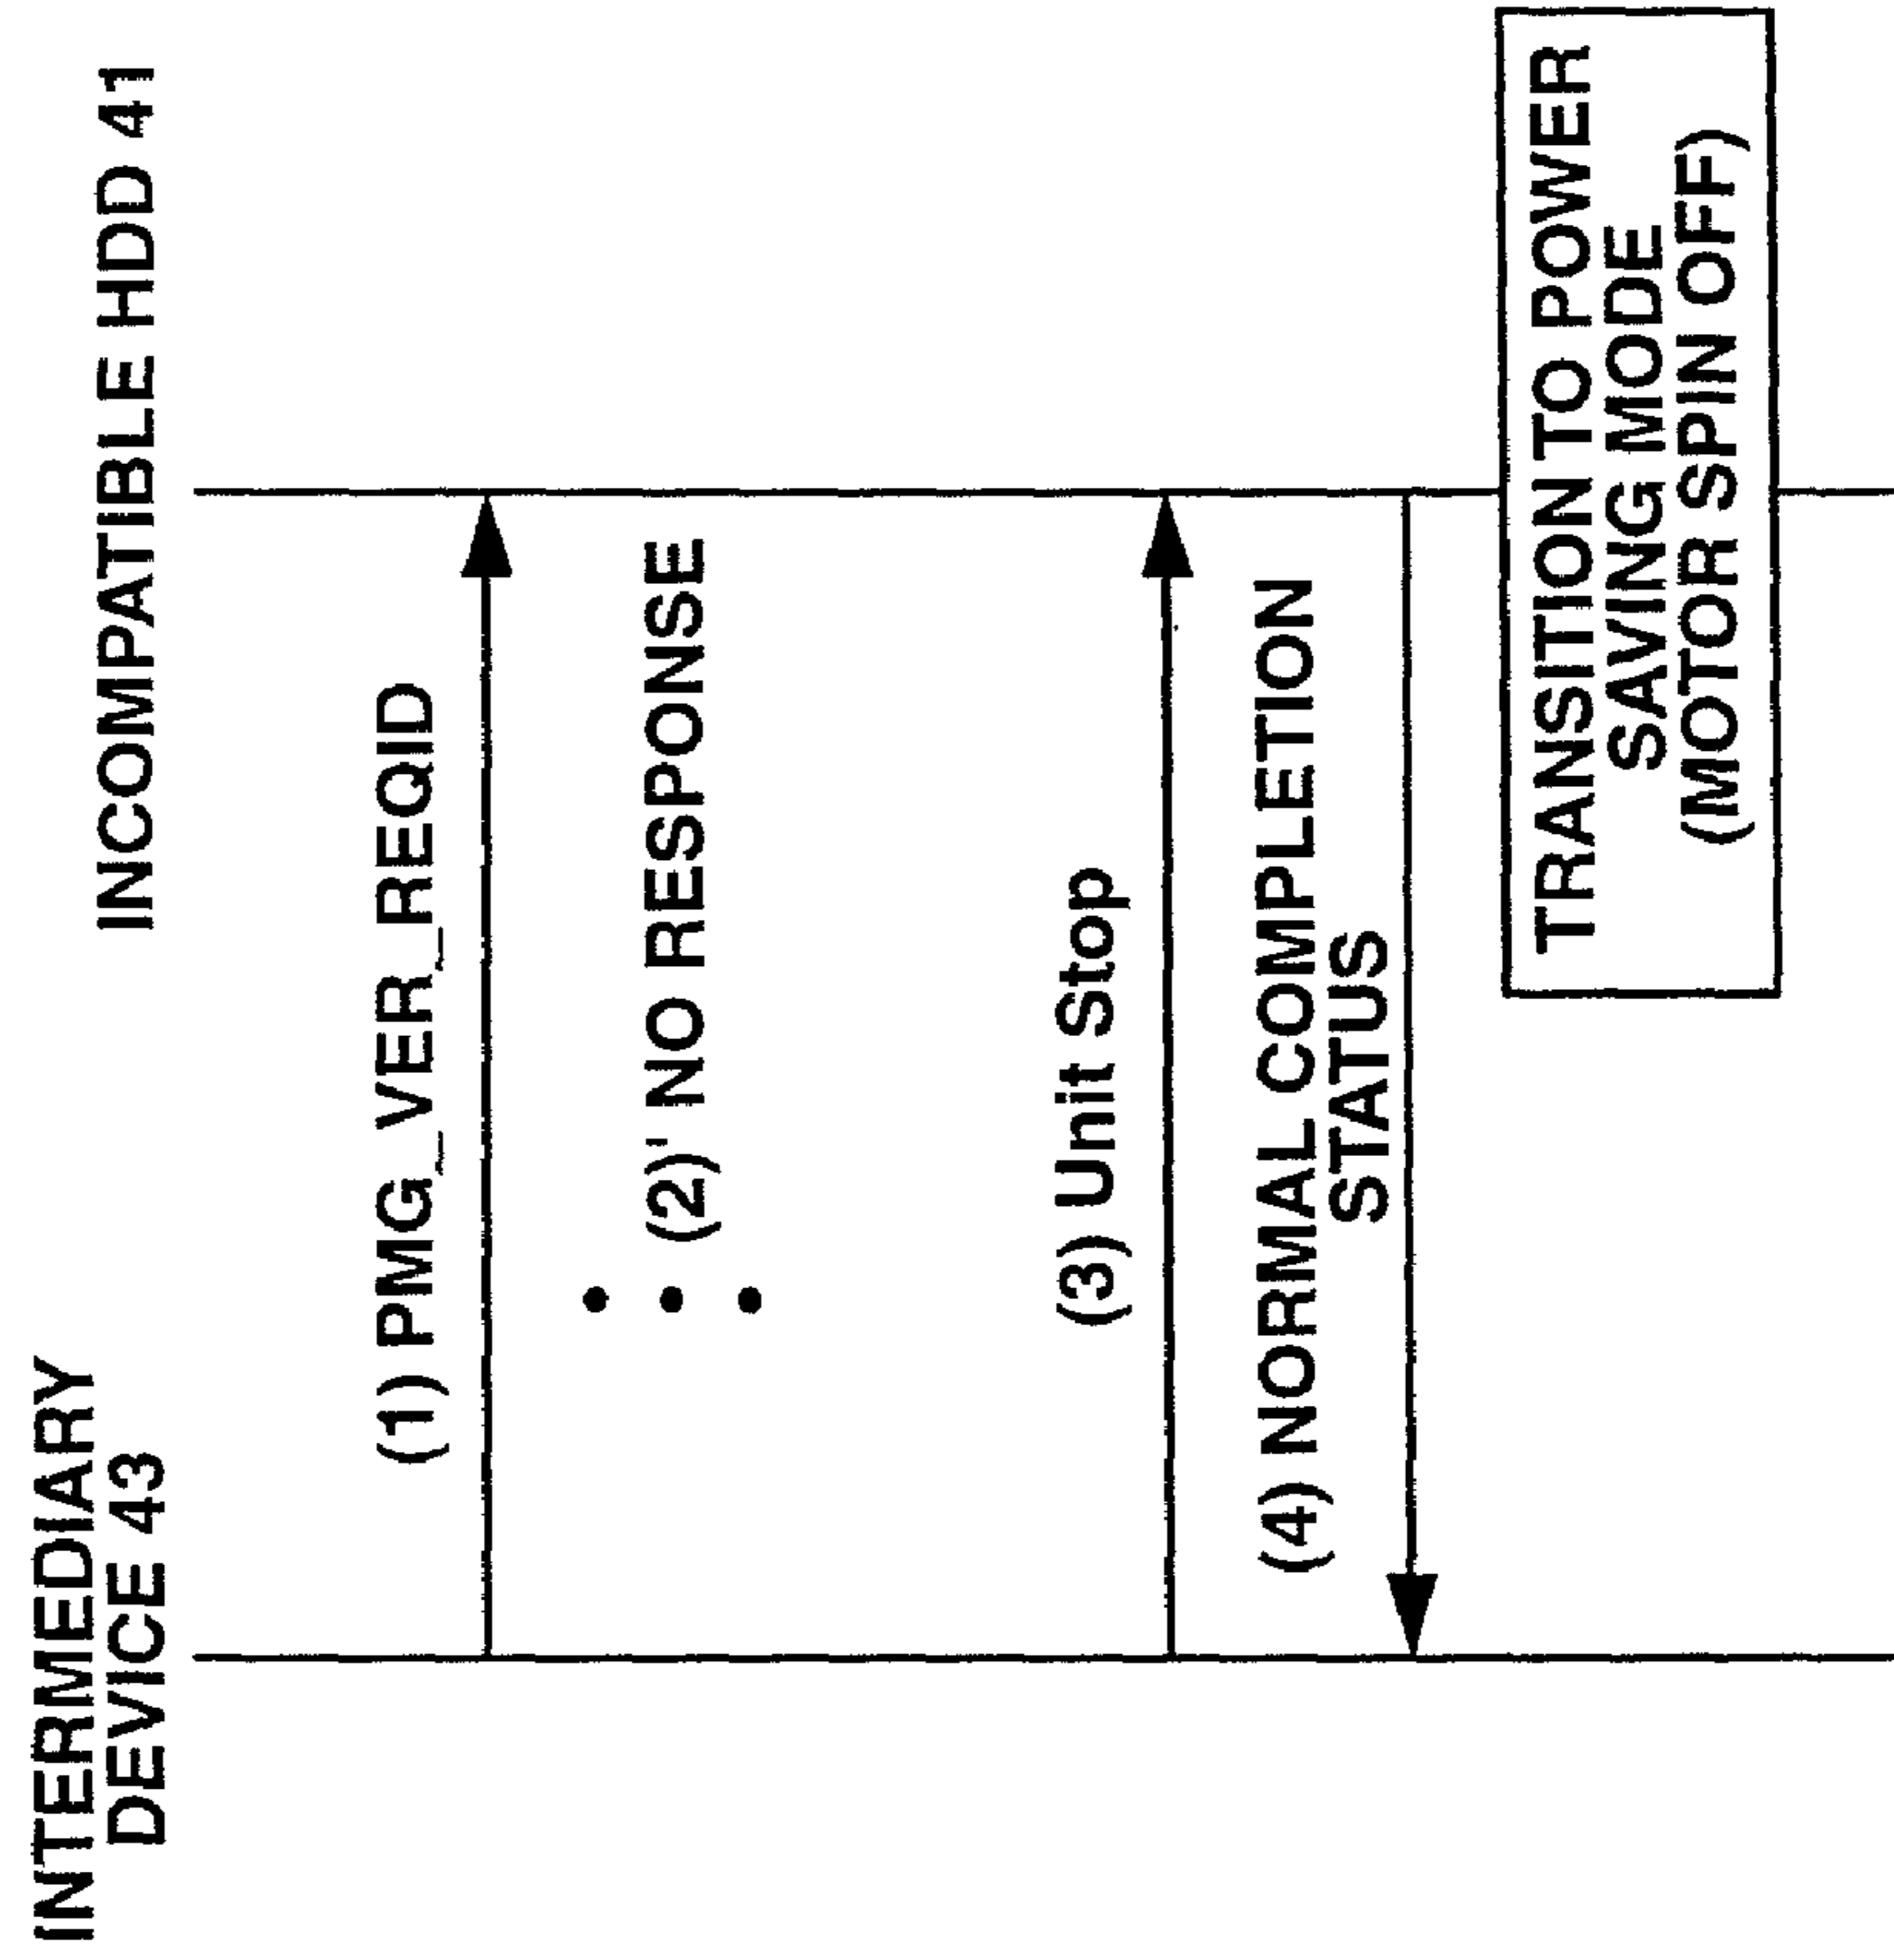 INTERMEDIARY
DEVICE 43
INCOMPATIBLE HDD 41
(1) PMG_VER_REQID
(2)' NO RESPONSE
(3) Unit Stop
(4) NORMAL COMPLETION
STATUS
TRANSITION TO POWER
SAVING MODE
(MOTOR SPIN OFF)